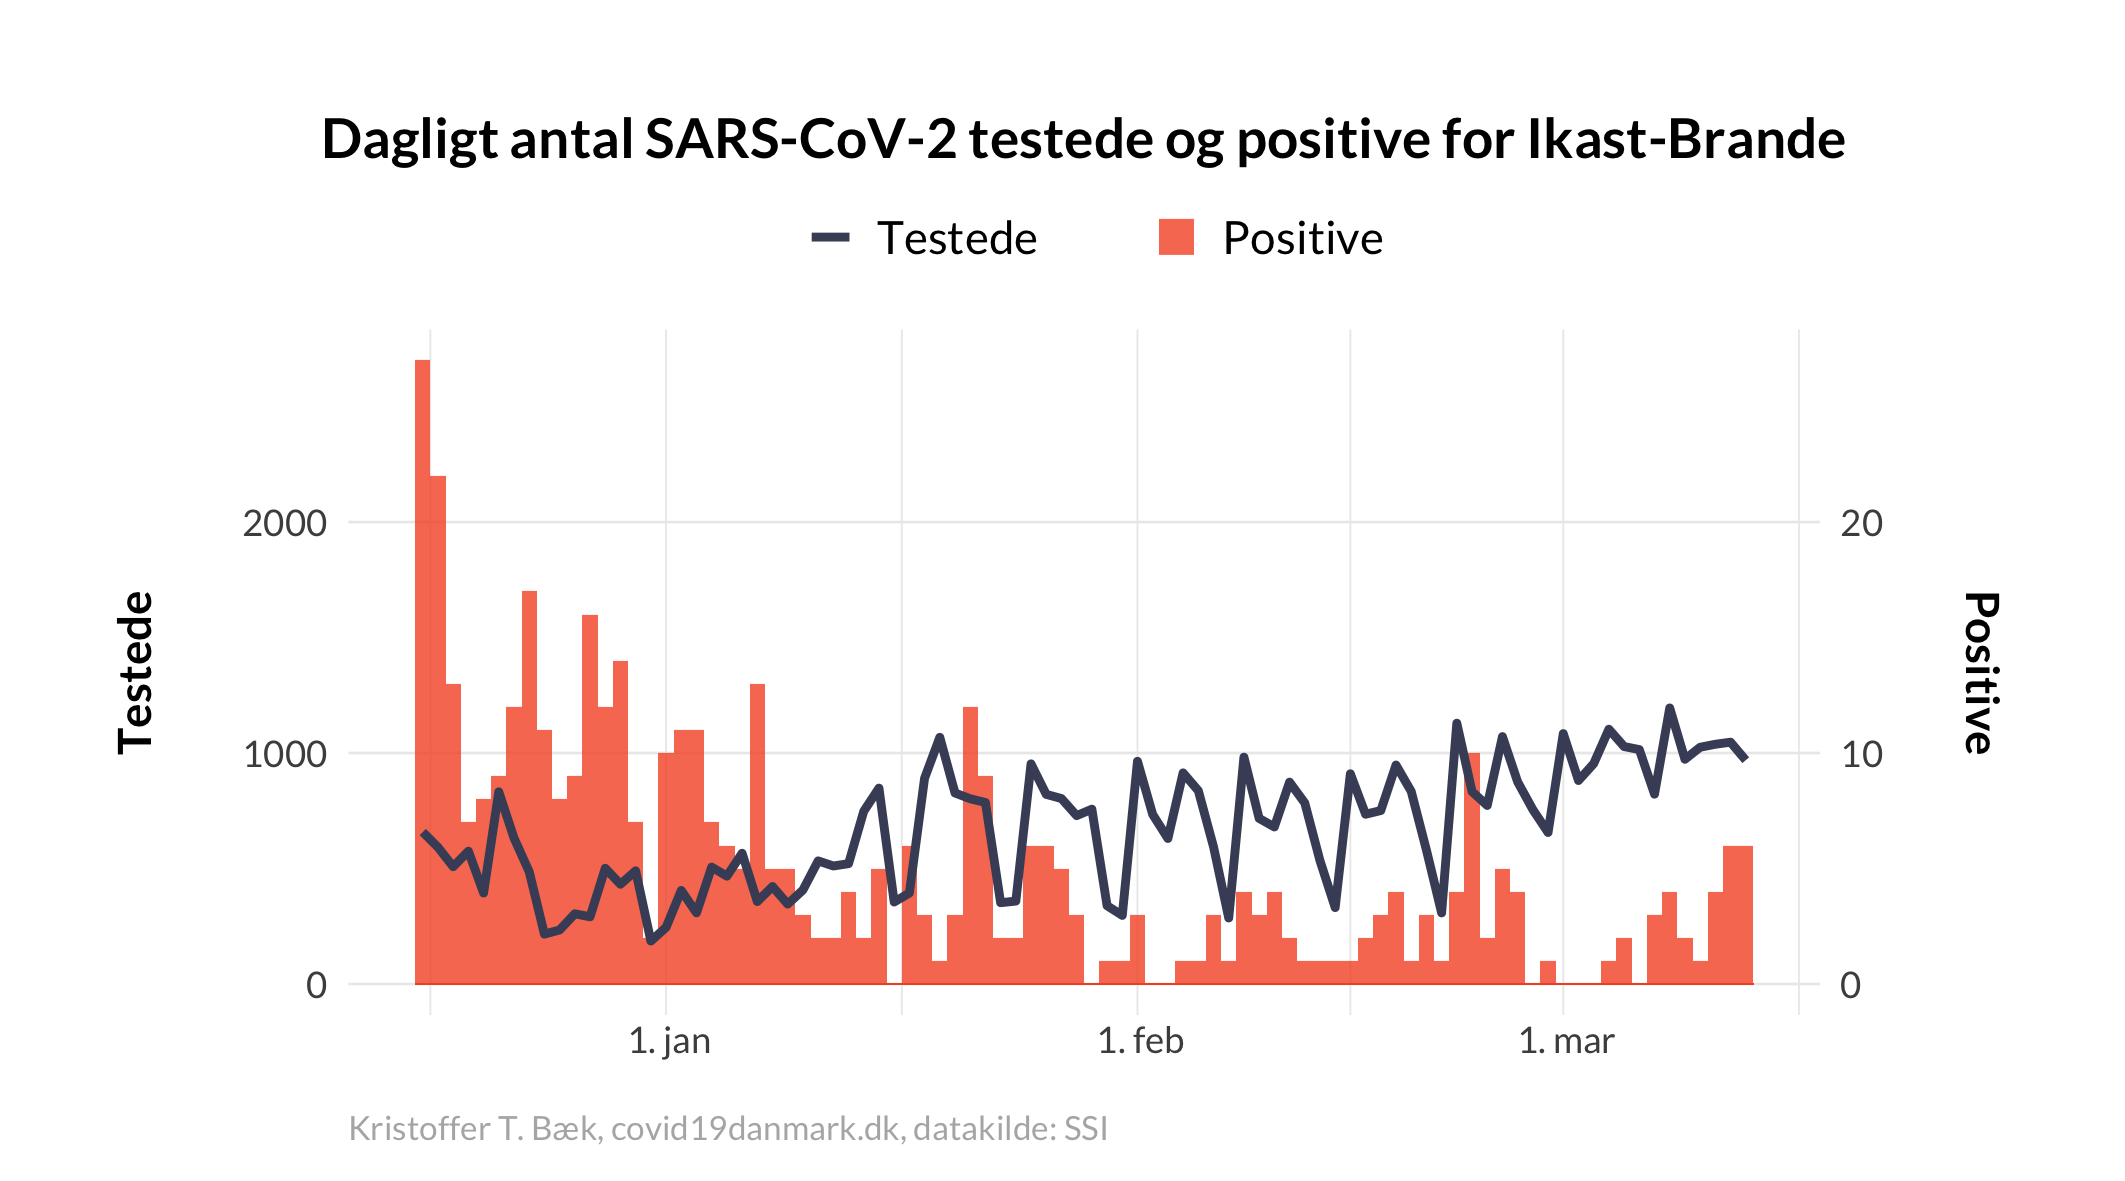 Dagligt antal SARS-CoV-2 testede og positive for Ikast-Brande
Testede
Positive
2000
1000
0
Testede
20
10
0
Positive
1. jan
1. feb
1. mar
Kristoffer T. Bæk, covid19danmark.dk, datakilde: SSI